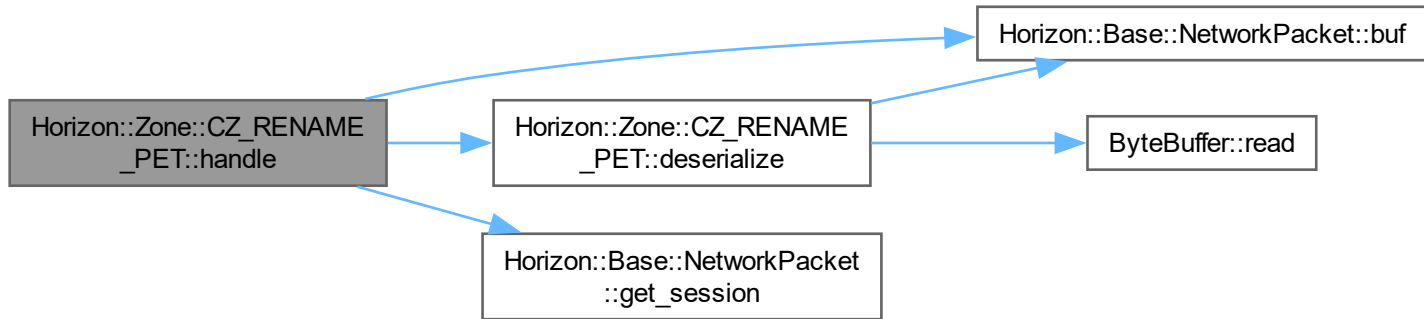 Horizon::Zone::CZ_RENAME
_PET::handle
Horizon::Zone::CZ_RENAME
_PET::deserialize
Horizon::Base::NetworkPacket
::get_session
Horizon::Base::NetworkPacket::buf
ByteBuffer::read